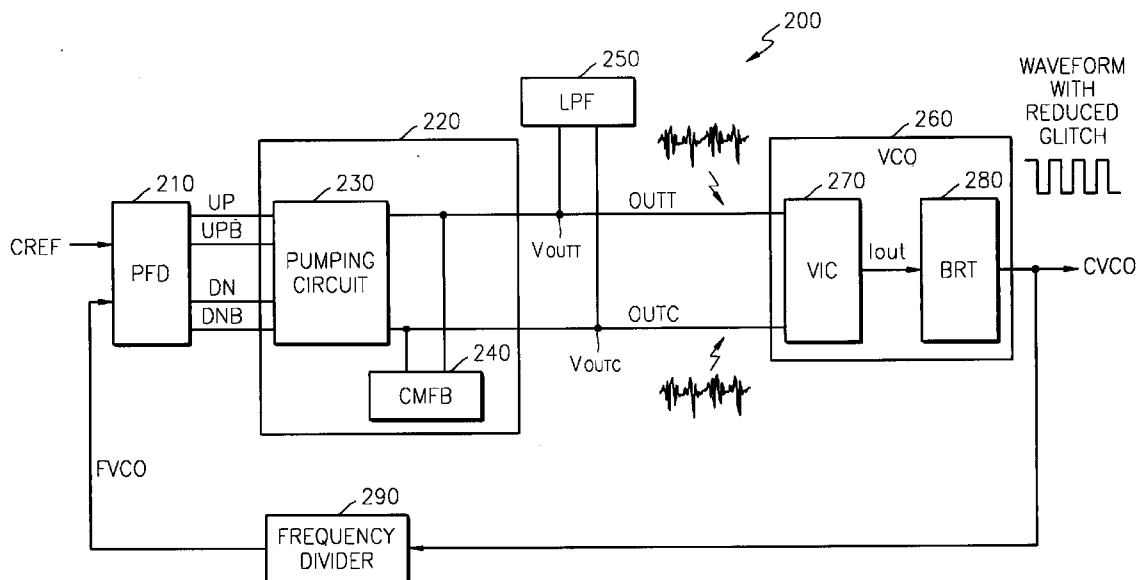 200
250
LPF
WAVEFORM
WITH
REDUCED
GLITCH
220
260
VCO
210
UP
230
OUTT
270
280
UPB
CREF
PFD
PUMPING
CIRCUIT
VOUTT
VIC
Iout
BRT
CVCO
DN
DNB
OUTC
240
VOUTC
CMFB
FVCO
290
FREQUENCY
DIVIDER